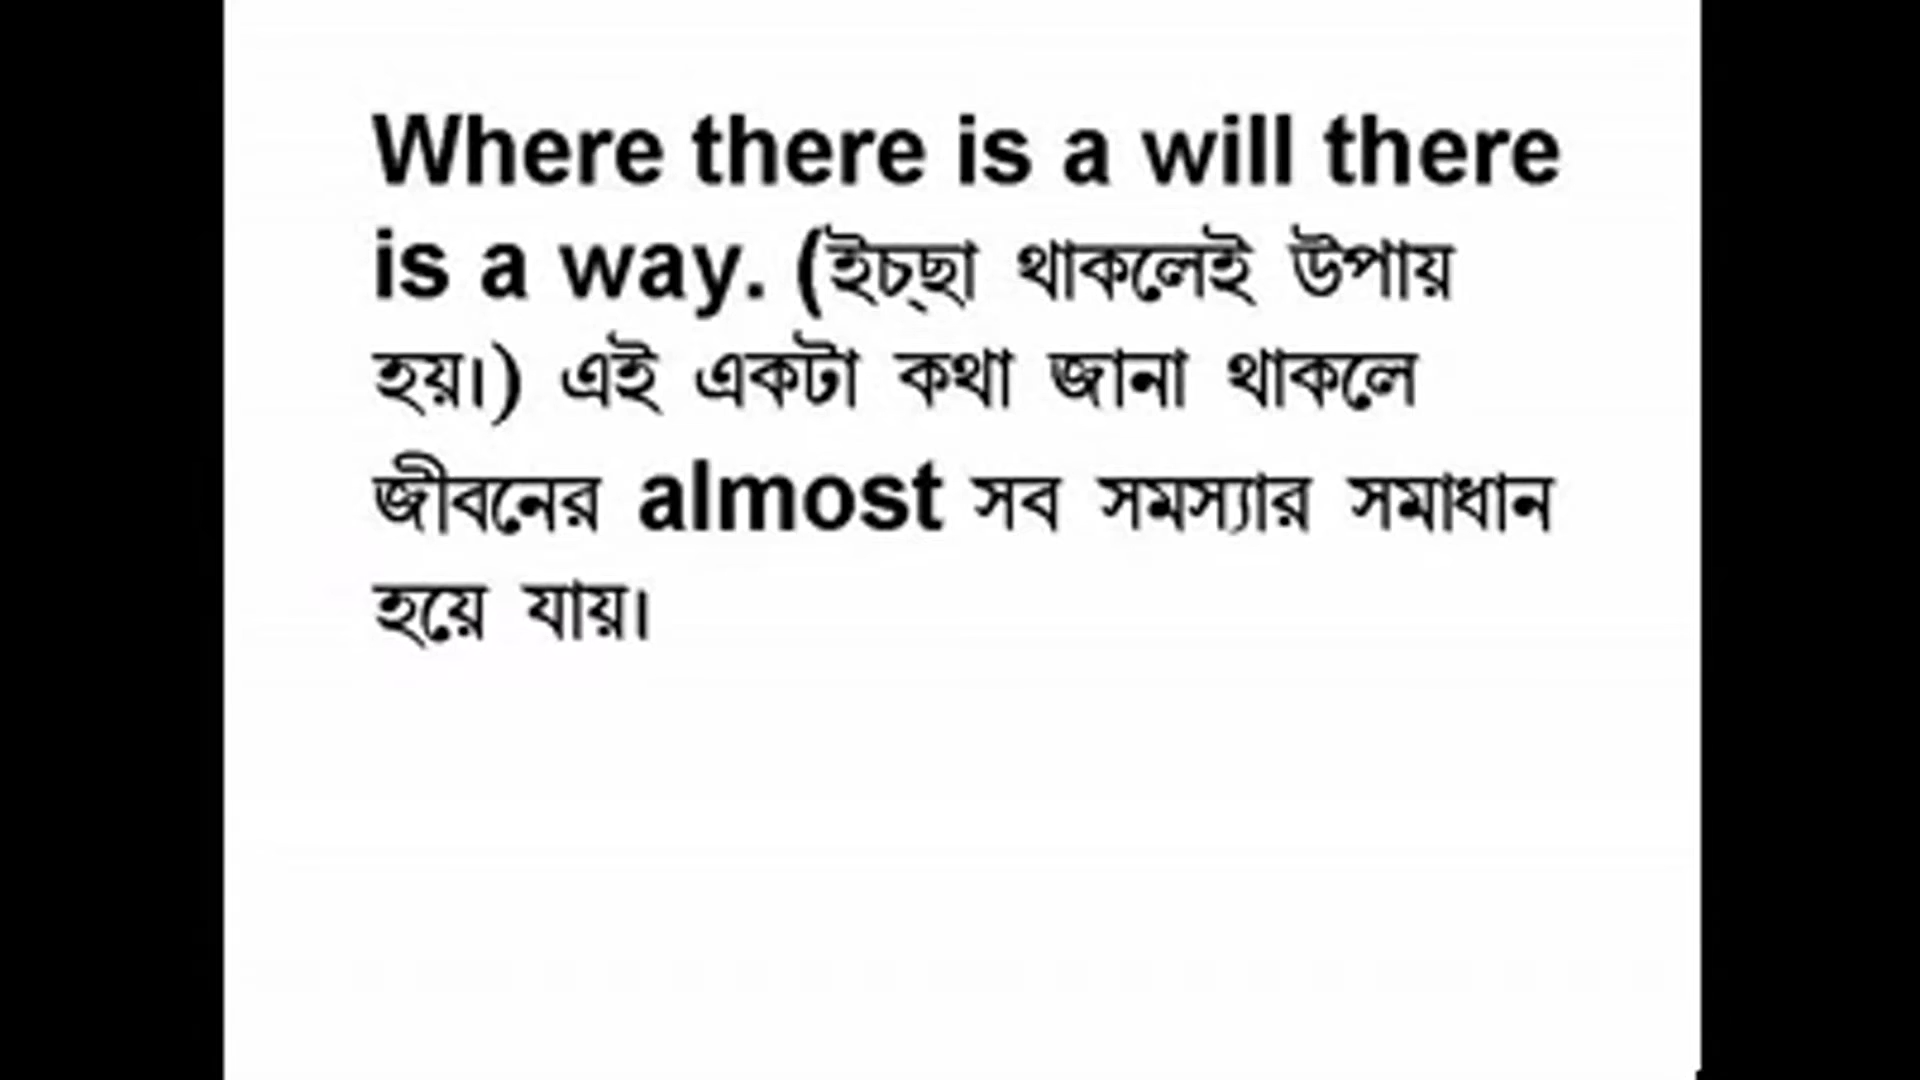 Where there is a will there
is a way. (ইচ্ছা থাকলেই উপায়
হয়।) এই একটা কথা জানা থাকলে
জীবনের almost সব সমস্যার সমাধান
হয়ে যায়।